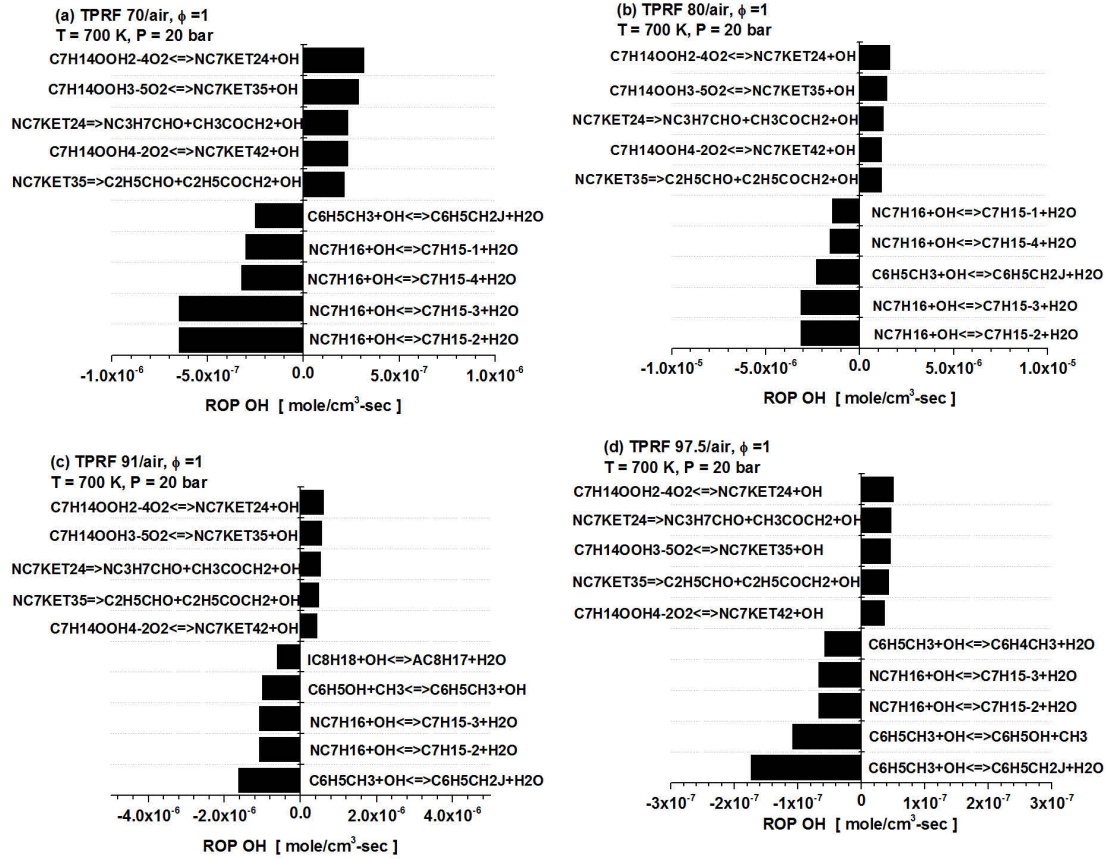 (a) TPRF 70/air, ϕ =1
T = 700 K, P = 20 bar
C7H14OOH2-4O2<=>NC7KET24+OH
C7H14OOH3-5O2<=>NC7KET35+OH
NC7KET24=>NC3H7CHO+CH3COCH2+OH
C7H14OOH4-2O2<=>NC7KET42+OH
NC7KET35=>C2H5CHO+C2H5COCH2+OH
C6H5CH3+OH<=>C6H5CH2J+H2O
NC7H16+OH<=>C7H15-1+H2O
NC7H16+OH<=>C7H15-4+H2O
NC7H16+OH<=>C7H15-3+H2O
NC7H16+OH<=>C7H15-2+H2O
-1.0x10⁻⁶ -5.0x10⁻⁷ 0.0 5.0x10⁻⁷ 1.0x10⁻⁶
ROP OH [ mole/cm³-sec ]
(b) TPRF 80/air, ϕ =1
T = 700 K, P = 20 bar
C7H14OOH2-4O2<=>NC7KET24+OH
C7H14OOH3-5O2<=>NC7KET35+OH
NC7KET24=>NC3H7CHO+CH3COCH2+OH
C7H14OOH4-2O2<=>NC7KET42+OH
NC7KET35=>C2H5CHO+C2H5COCH2+OH
NC7H16+OH<=>C7H15-1+H2O
NC7H16+OH<=>C7H15-4+H2O
C6H5CH3+OH<=>C6H5CH2J+H2O
NC7H16+OH<=>C7H15-3+H2O
NC7H16+OH<=>C7H15-2+H2O
-1.0x10⁻⁵ -5.0x10⁻⁶ 0.0 5.0x10⁻⁶ 1.0x10⁻⁵
ROP OH [ mole/cm³-sec ]
(c) TPRF 91/air, ϕ =1
T = 700 K, P = 20 bar
C7H14OOH2-4O2<=>NC7KET24+OH
C7H14OOH3-5O2<=>NC7KET35+OH
NC7KET24=>NC3H7CHO+CH3COCH2+OH
NC7KET35=>C2H5CHO+C2H5COCH2+OH
C7H14OOH4-2O2<=>NC7KET42+OH
IC8H18+OH<=>AC8H17+H2O
C6H5OH+CH3<=>C6H5CH3+OH
NC7H16+OH<=>C7H15-3+H2O
NC7H16+OH<=>C7H15-2+H2O
C6H5CH3+OH<=>C6H5CH2J+H2O
-4.0x10⁻⁶ -2.0x10⁻⁶ 0.0 2.0x10⁻⁶ 4.0x10⁻⁶
ROP OH [ mole/cm³-sec ]
(d) TPRF 97.5/air, ϕ =1
T = 700 K, P = 20 bar
C7H14OOH2-4O2<=>NC7KET24+OH
NC7KET24=>NC3H7CHO+CH3COCH2+OH
C7H14OOH3-5O2<=>NC7KET35+OH
NC7KET35=>C2H5CHO+C2H5COCH2+OH
C7H14OOH4-2O2<=>NC7KET42+OH
C6H5CH3+OH<=>C6H4CH3+H2O
NC7H16+OH<=>C7H15-3+H2O
NC7H16+OH<=>C7H15-2+H2O
C6H5CH3+OH<=>C6H5OH+CH3
C6H5CH3+OH<=>C6H5CH2J+H2O
-3x10⁻⁷ -2x10⁻⁷ -1x10⁻⁷ 0 1x10⁻⁷ 2x10⁻⁷ 3x10⁻⁷
ROP OH [ mole/cm³-sec ]